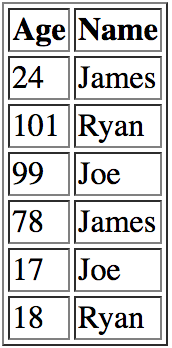 Age Name
24 James
101 Ryan
99 Joe
78 James
17 Joe
18 Ryan